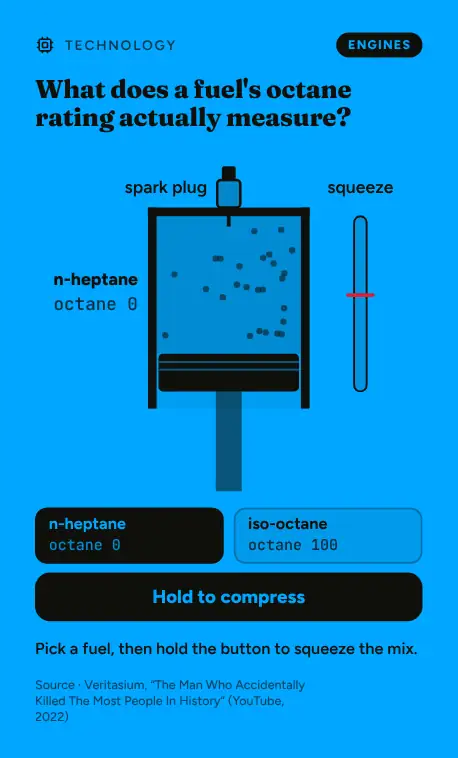 TECHNOLOGY
ENGINES
What does a fuel's octane
rating actually measure?
spark plug
squeeze
n-heptane
octane 0
n-heptane
octane 0
iso-octane
octane 100
Hold to compress
Pick a fuel, then hold the button to squeeze the mix.
Source · Veritasium, “The Man Who Accidentally
Killed The Most People In History” (YouTube,
2022)